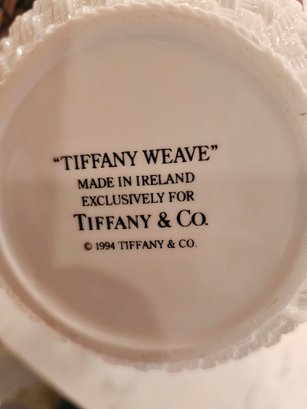 "TIFFANY WEAVE"
MADE IN IRELAND
EXCLUSIVELY FOR
TIFFANY & CO.
© 1994 TIFFANY & CO.